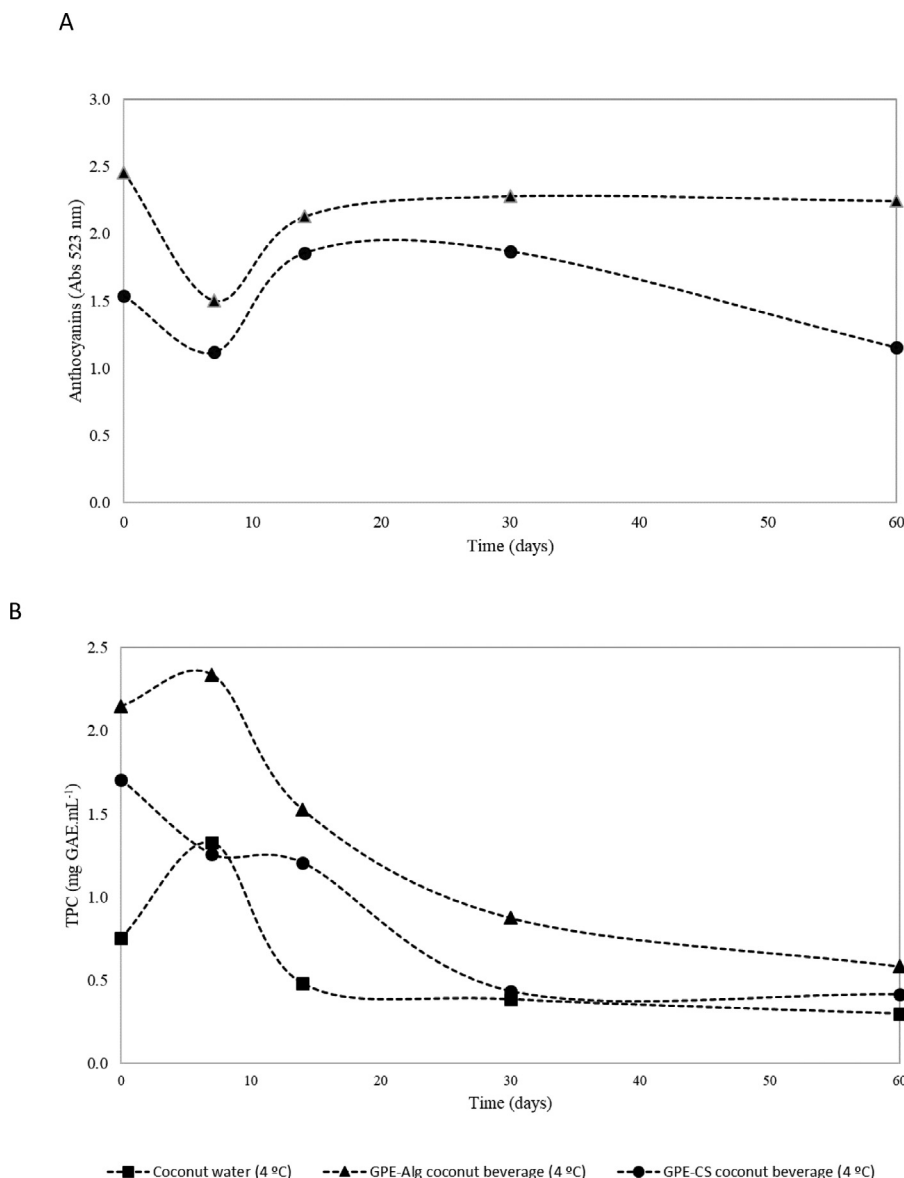 A
3.0
2.5
2.0
1.5
1.0
0.5
0.0
Anthocyanins (Abs 523 nm)
0 10 20 30 40 50 60
Time (days)
B
2.5
2.0
1.5
1.0
0.5
0.0
TPC (mg GAE.mL⁻¹)
0 10 20 30 40 50 60
Time (days)
Coconut water (4 ºC) GPE-Alg coconut beverage (4 ºC) GPE-CS coconut beverage (4 ºC)